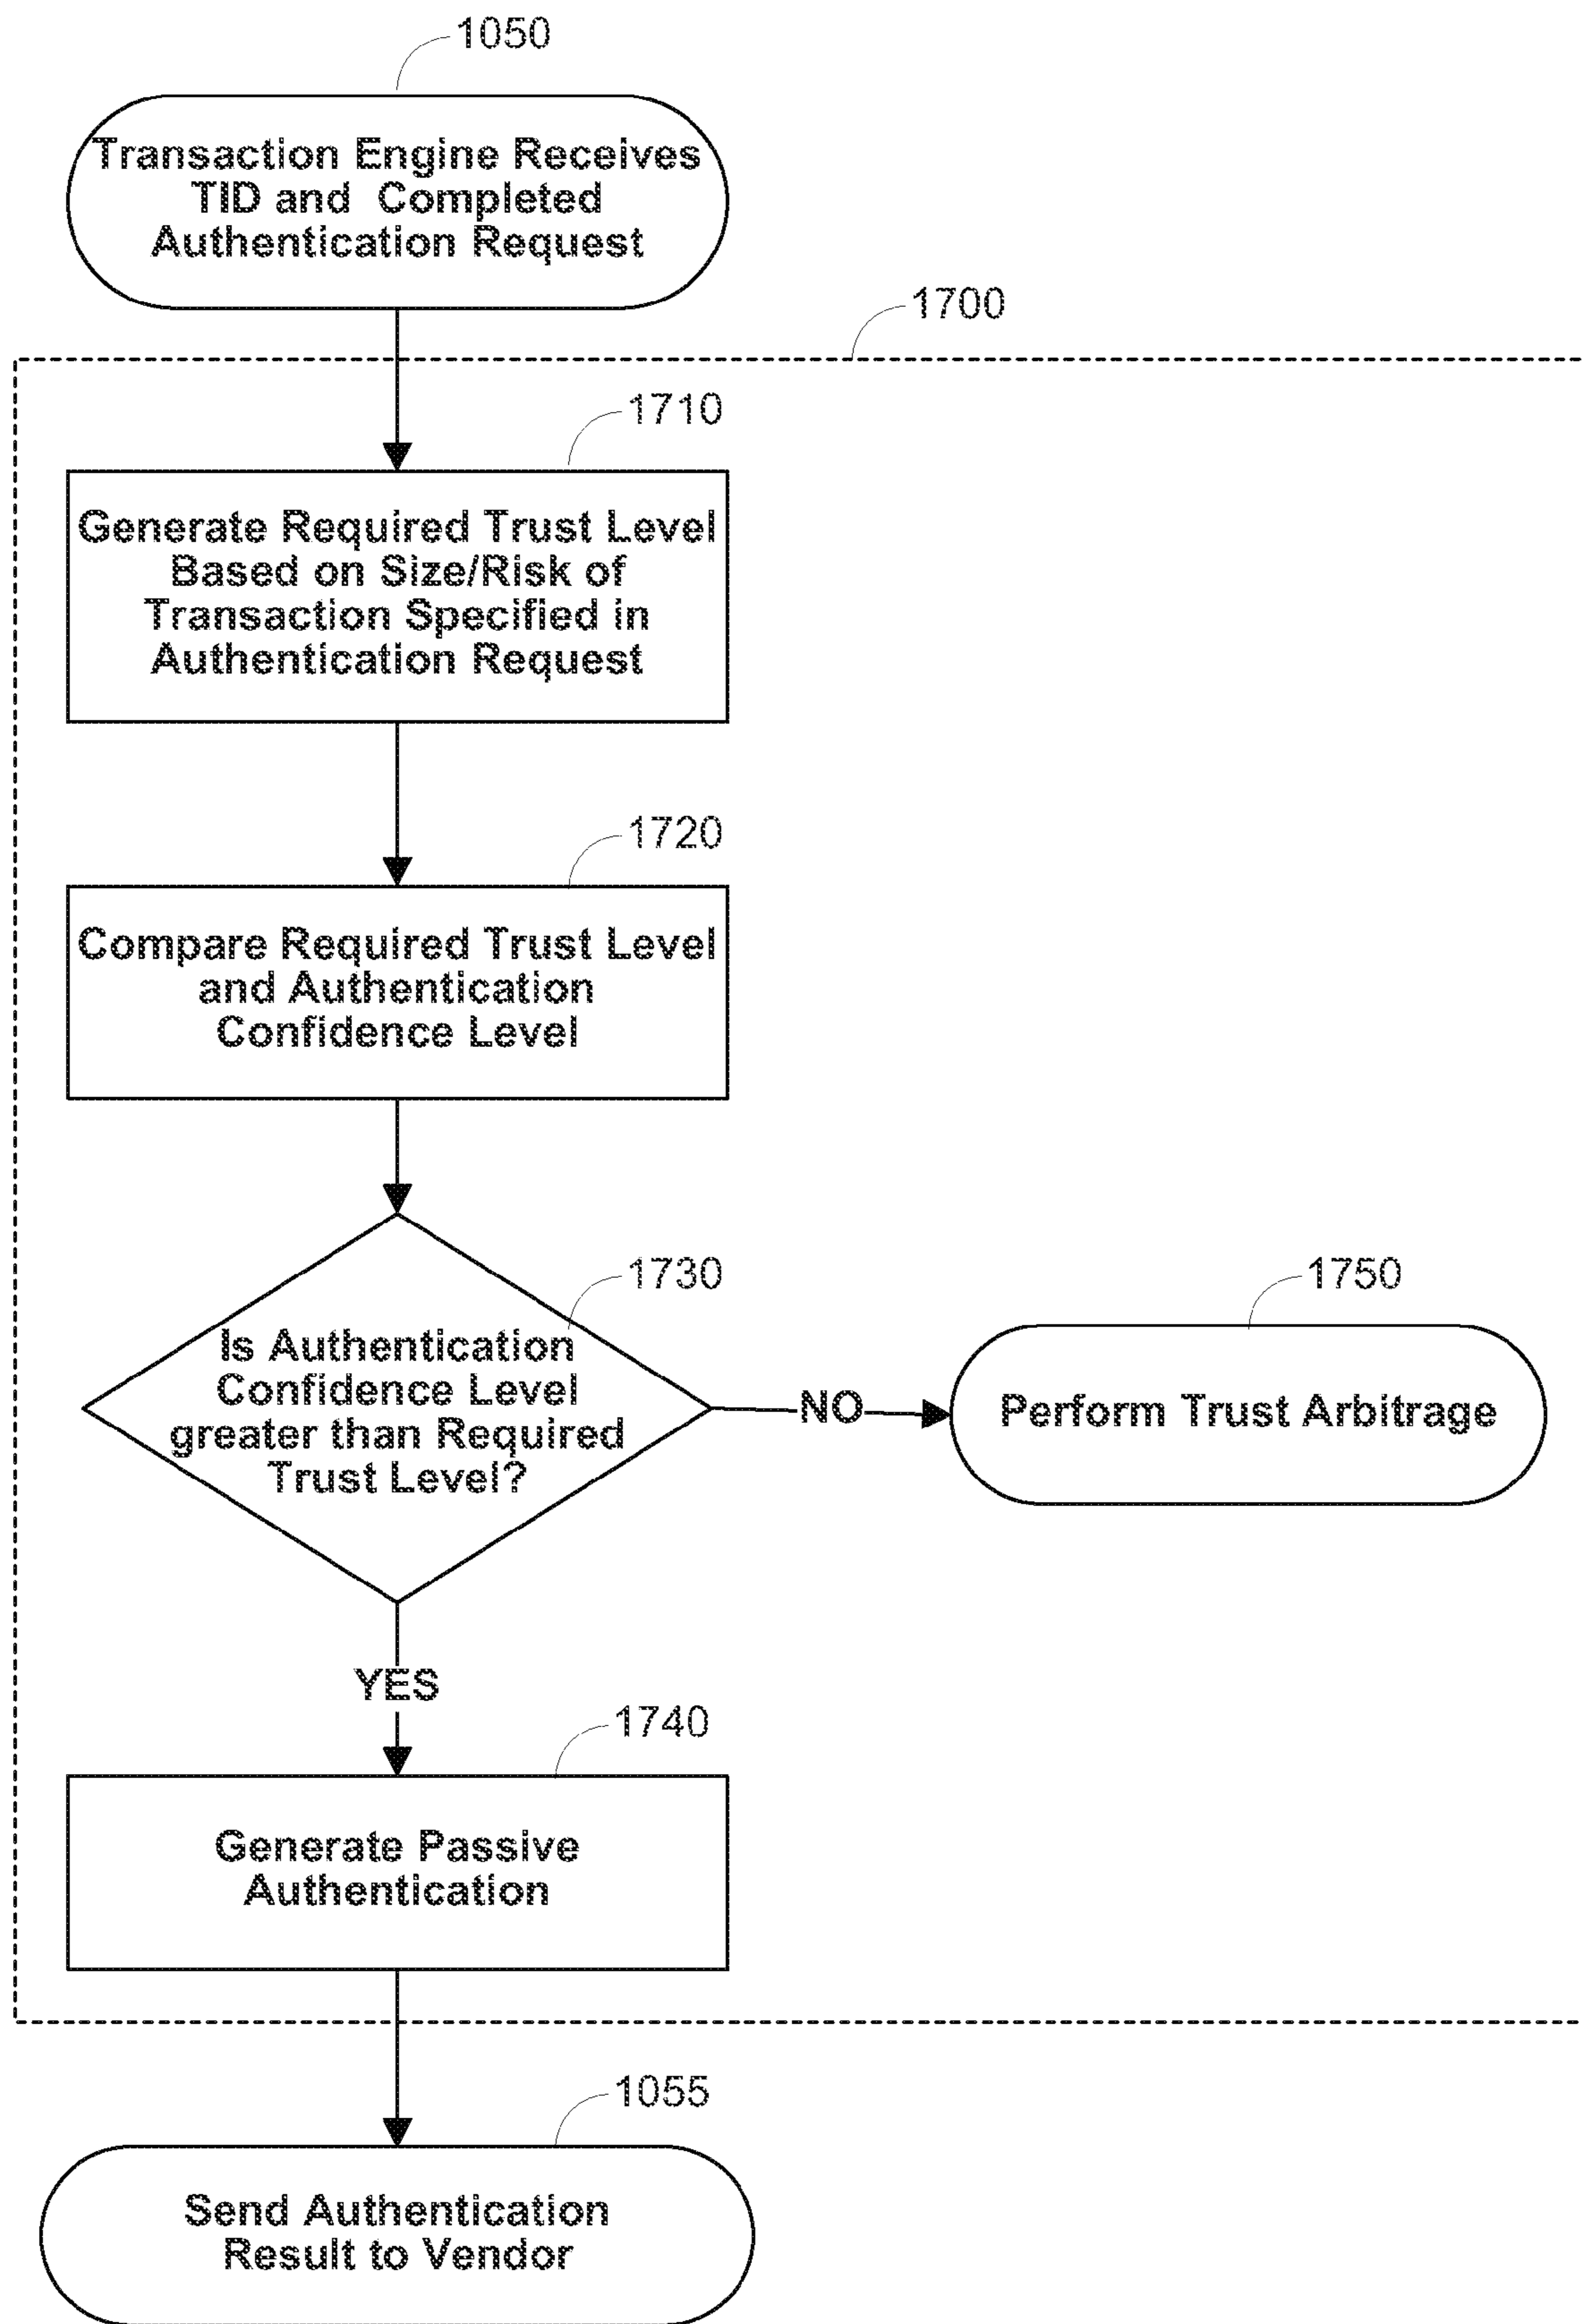 1050
Transaction Engine Receives
TID and Completed
Authentication Request
1700
1710
Generate Required Trust Level
Based on Size/Risk of
Transaction Specified in
Authentication Request
1720
Compare Required Trust Level
and Authentication
Confidence Level
1730
Is Authentication
Confidence Level
greater than Required
Trust Level?
NO
1750
Perform Trust Arbitrage
YES
1740
Generate Passive
Authentication
1055
Send Authentication
Result to Vendor